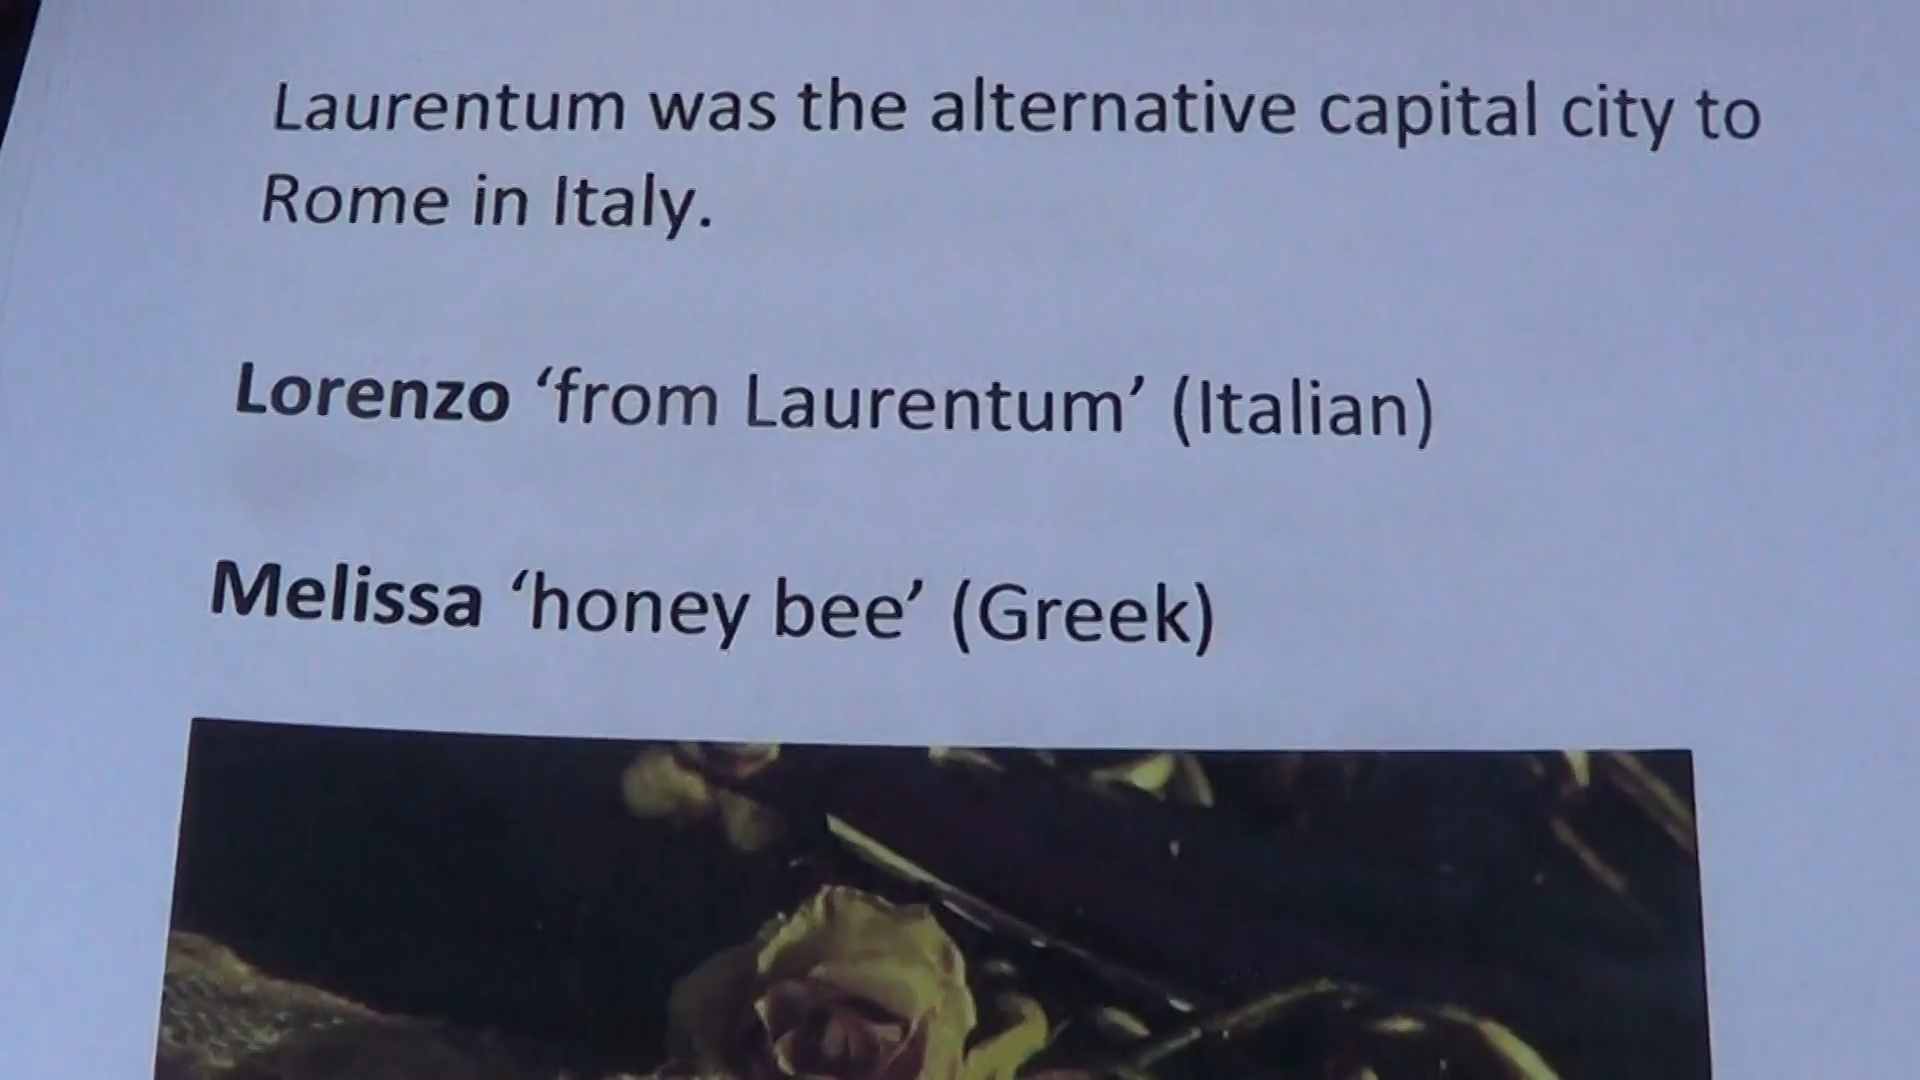 Laurentum was the alternative capital city to
Rome in Italy.
Lorenzo ‘from Laurentum’ (Italian)
Melissa ‘honey bee’ (Greek)